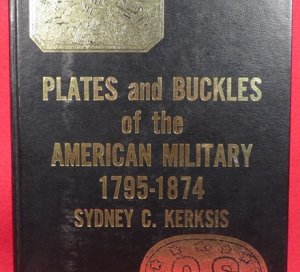 PLATES and BUCKLES
of the
AMERICAN MILITARY
1795-1874
SYDNEY C. KERKSIS